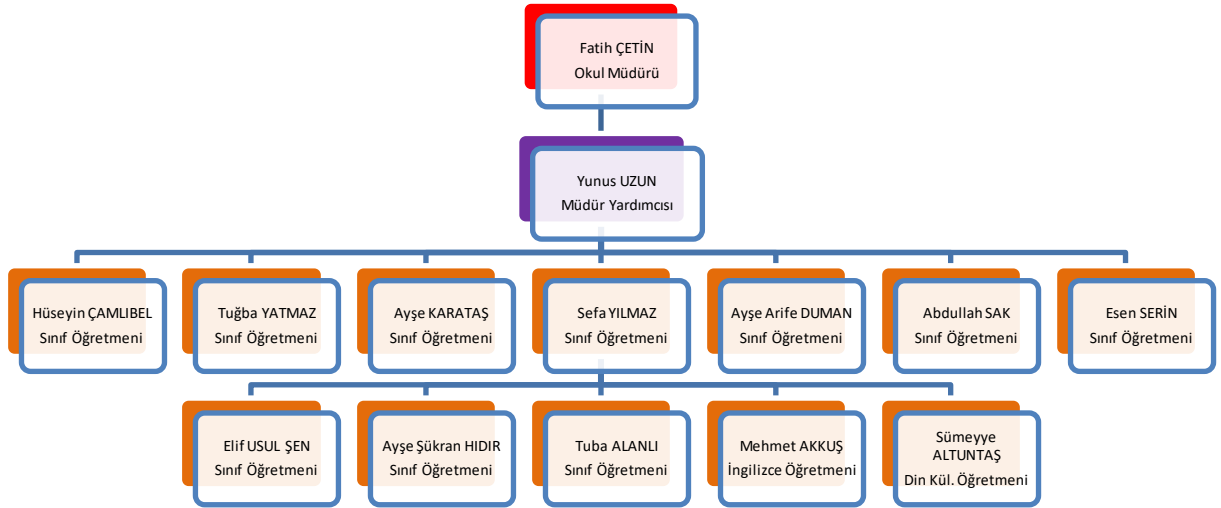 Fatih ÇETİN
Okul Müdürü
Yunus UZUN
Müdür Yardımcısı
Hüseyin ÇAMLIBEL
Sınıf Öğretmeni
Tuğba YATMAZ
Sınıf Öğretmeni
Ayşe KARATAŞ
Sınıf Öğretmeni
Sefa YILMAZ
Sınıf Öğretmeni
Ayşe Arife DUMAN
Sınıf Öğretmeni
Abdullah SAK
Sınıf Öğretmeni
Esen SERİN
Sınıf Öğretmeni
Elif USUL ŞEN
Sınıf Öğretmeni
Ayşe Şükran HIDIR
Sınıf Öğretmeni
Tuba ALANLI
Sınıf Öğretmeni
Mehmet AKKUŞ
İngilizce Öğretmeni
Sümeyye
ALTUNTAŞ
Din Kül. Öğretmeni